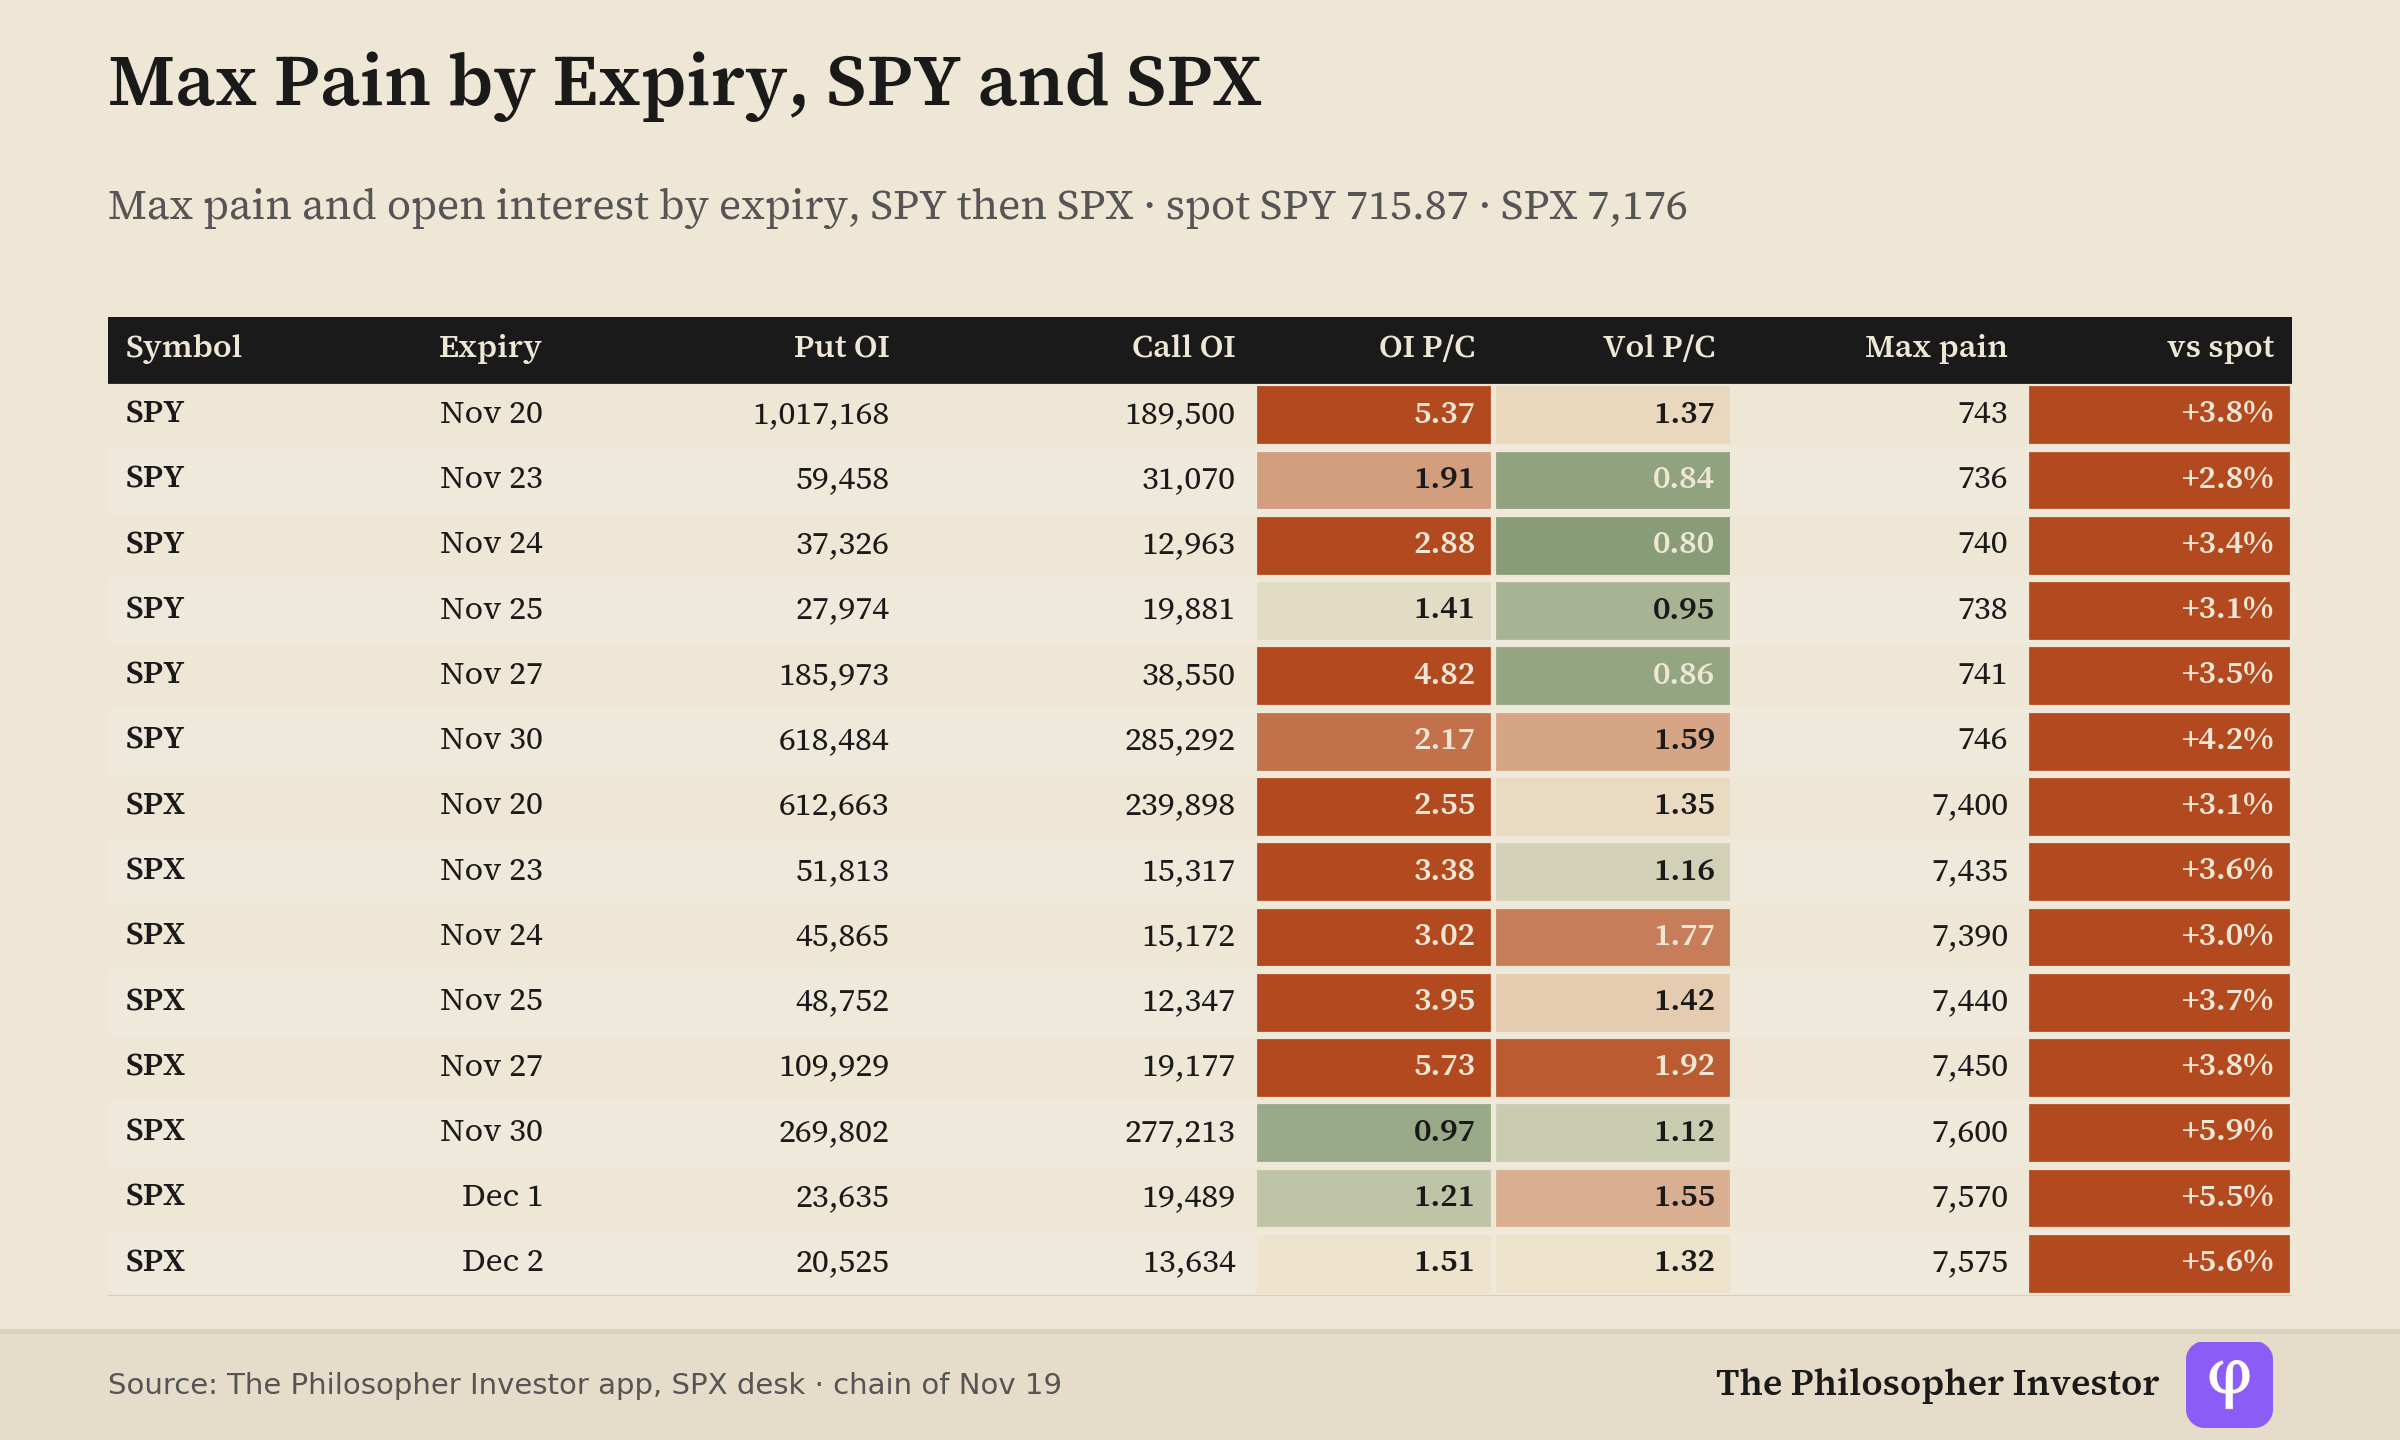 Max Pain by Expiry, SPY and SPX
Max pain and open interest by expiry, SPY then SPX · spot SPY 715.87 · SPX 7,176
Symbol Expiry Put OI Call OI OI P/C Vol P/C Max pain vs spot
SPY Nov 20 1,017,168 189,500 5.37 1.37 743 +3.8%
SPY Nov 23 59,458 31,070 1.91 0.84 736 +2.8%
SPY Nov 24 37,326 12,963 2.88 0.80 740 +3.4%
SPY Nov 25 27,974 19,881 1.41 0.95 738 +3.1%
SPY Nov 27 185,973 38,550 4.82 0.86 741 +3.5%
SPY Nov 30 618,484 285,292 2.17 1.59 746 +4.2%
SPX Nov 20 612,663 239,898 2.55 1.35 7,400 +3.1%
SPX Nov 23 51,813 15,317 3.38 1.16 7,435 +3.6%
SPX Nov 24 45,865 15,172 3.02 1.77 7,390 +3.0%
SPX Nov 25 48,752 12,347 3.95 1.42 7,440 +3.7%
SPX Nov 27 109,929 19,177 5.73 1.92 7,450 +3.8%
SPX Nov 30 269,802 277,213 0.97 1.12 7,600 +5.9%
SPX Dec 1 23,635 19,489 1.21 1.55 7,570 +5.5%
SPX Dec 2 20,525 13,634 1.51 1.32 7,575 +5.6%
Source: The Philosopher Investor app, SPX desk · chain of Nov 19
The Philosopher Investor φ